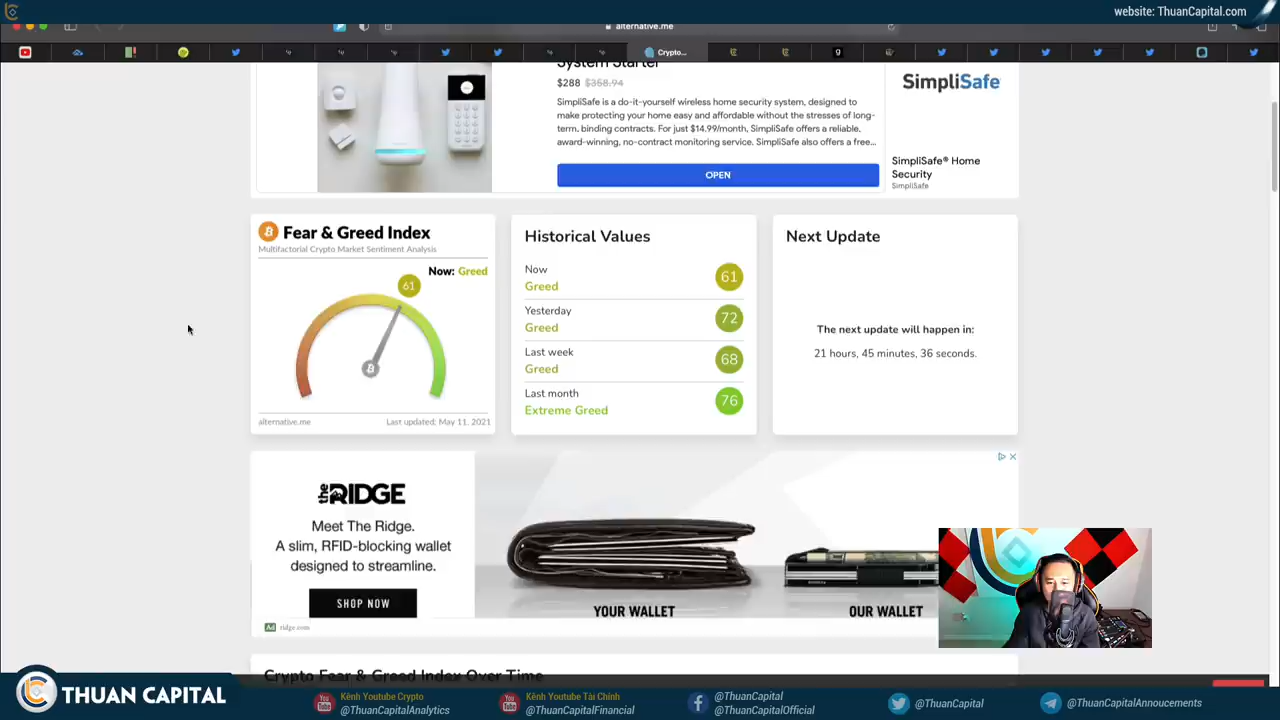 website: ThuanCapital.com
alternative.me
Crypto...
System Starter
$288 $358.94
SimpliSafe is a do-it-yourself wireless home security system, designed to
make protecting your home easy and affordable without the stresses of long-
term, binding contracts. For just $14.99/month, SimpliSafe offers a reliable,
award-winning, no-contract monitoring service. SimpliSafe also offers a free...
OPEN
SimpliSafe
SimpliSafe® Home
Security
SimpliSafe
Fear & Greed Index
Multifactorial Crypto Market Sentiment Analysis
Now: Greed
61
alternative.me
Last updated: May 11, 2021
Historical Values
Now
Greed
61
Yesterday
Greed
72
Last week
Greed
68
Last month
Extreme Greed
76
Next Update
The next update will happen in:
21 hours, 45 minutes, 36 seconds.
the RIDGE
Meet The Ridge.
A slim, RFID-blocking wallet
designed to streamline.
SHOP NOW
YOUR WALLET
OUR WALLET
Ad ridge.com
Crypto Fear & Greed Index Over Time
THUAN CAPITAL
Kênh Youtube Crypto
@ThuanCapitalAnalytics
Kênh Youtube Tài Chính
@ThuanCapitalFinancial
@ThuanCapital
@ThuanCapitalOfficial
@ThuanCapital
@ThuanCapitalAnnoucements